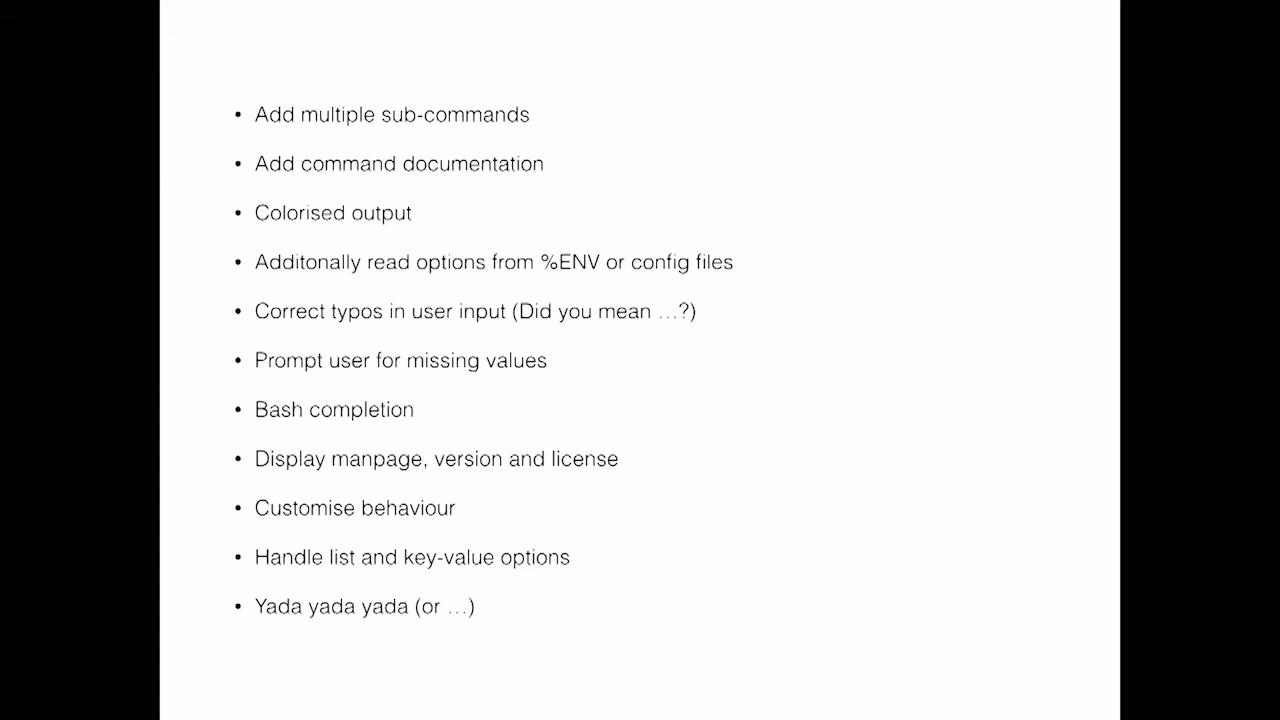 • Add multiple sub-commands
• Add command documentation
• Colorised output
• Additonally read options from %ENV or config files
• Correct typos in user input (Did you mean …?)
• Prompt user for missing values
• Bash completion
• Display manpage, version and license
• Customise behaviour
• Handle list and key-value options
• Yada yada yada (or …)